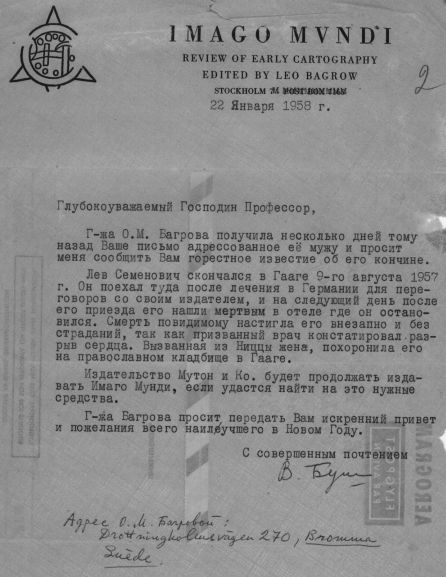 IMAGO MVNDI
REVIEW OF EARLY CARTOGRAPHY
EDITED BY LEO BAGROW
STOCKHOLM
2
22 Января 1958 г.
Глубокоуважаемый Господин Профессор,
Г-жа О.М. Багрова получила несколько дней тому
назад Ваше письмо адрессованное её мужу и просит
меня сообщить Вам горестное известие об его кончине.
Лев Семенович скончался в Гааге 9-го августа 1957
г. Он поехал туда после лечения в Германии для пере-
говоров со своим издателем, и на следующий день после
его приезда его нашли мертвым в отеле где он остано-
вился. Смерть повидимому настигла его внезапно и без
страданий, так как призванный врач констатировал раз-
рыв сердца. Вызванная из Ниццы жена, похоронила его
на православном кладбище в Гааге.
Издательство Мутон и Ко. будет продолжать изда-
вать Имаго Мунди, если удастся найти на это нужные
средства.
Г-жа Багрова просит передать Вам искренний привет
и пожелания всего наилучшего в Новом Году.
С совершенным почтением
В.
AEROGRAM
Адрес О.М. Багровой:
Drottningholmsvägen 270, Bromma
Suède.